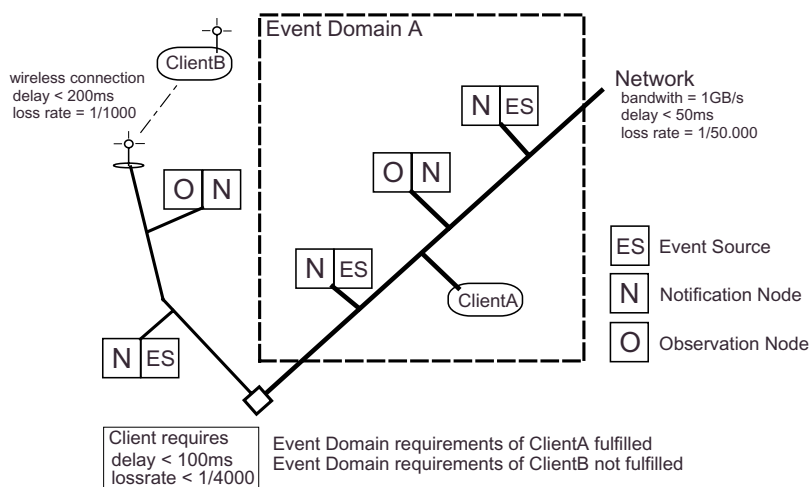 Event Domain A
ClientB
wireless connection
delay < 200ms
loss rate = 1/1000
Network
bandwith = 1GB/s
delay < 50ms
loss rate = 1/50.000
N ES
O N
O N
N ES
ClientA
N ES
ES Event Source
N Notification Node
O Observation Node
Client requires
delay < 100ms
lossrate < 1/4000
Event Domain requirements of ClientA fulfilled
Event Domain requirements of ClientB not fulfilled